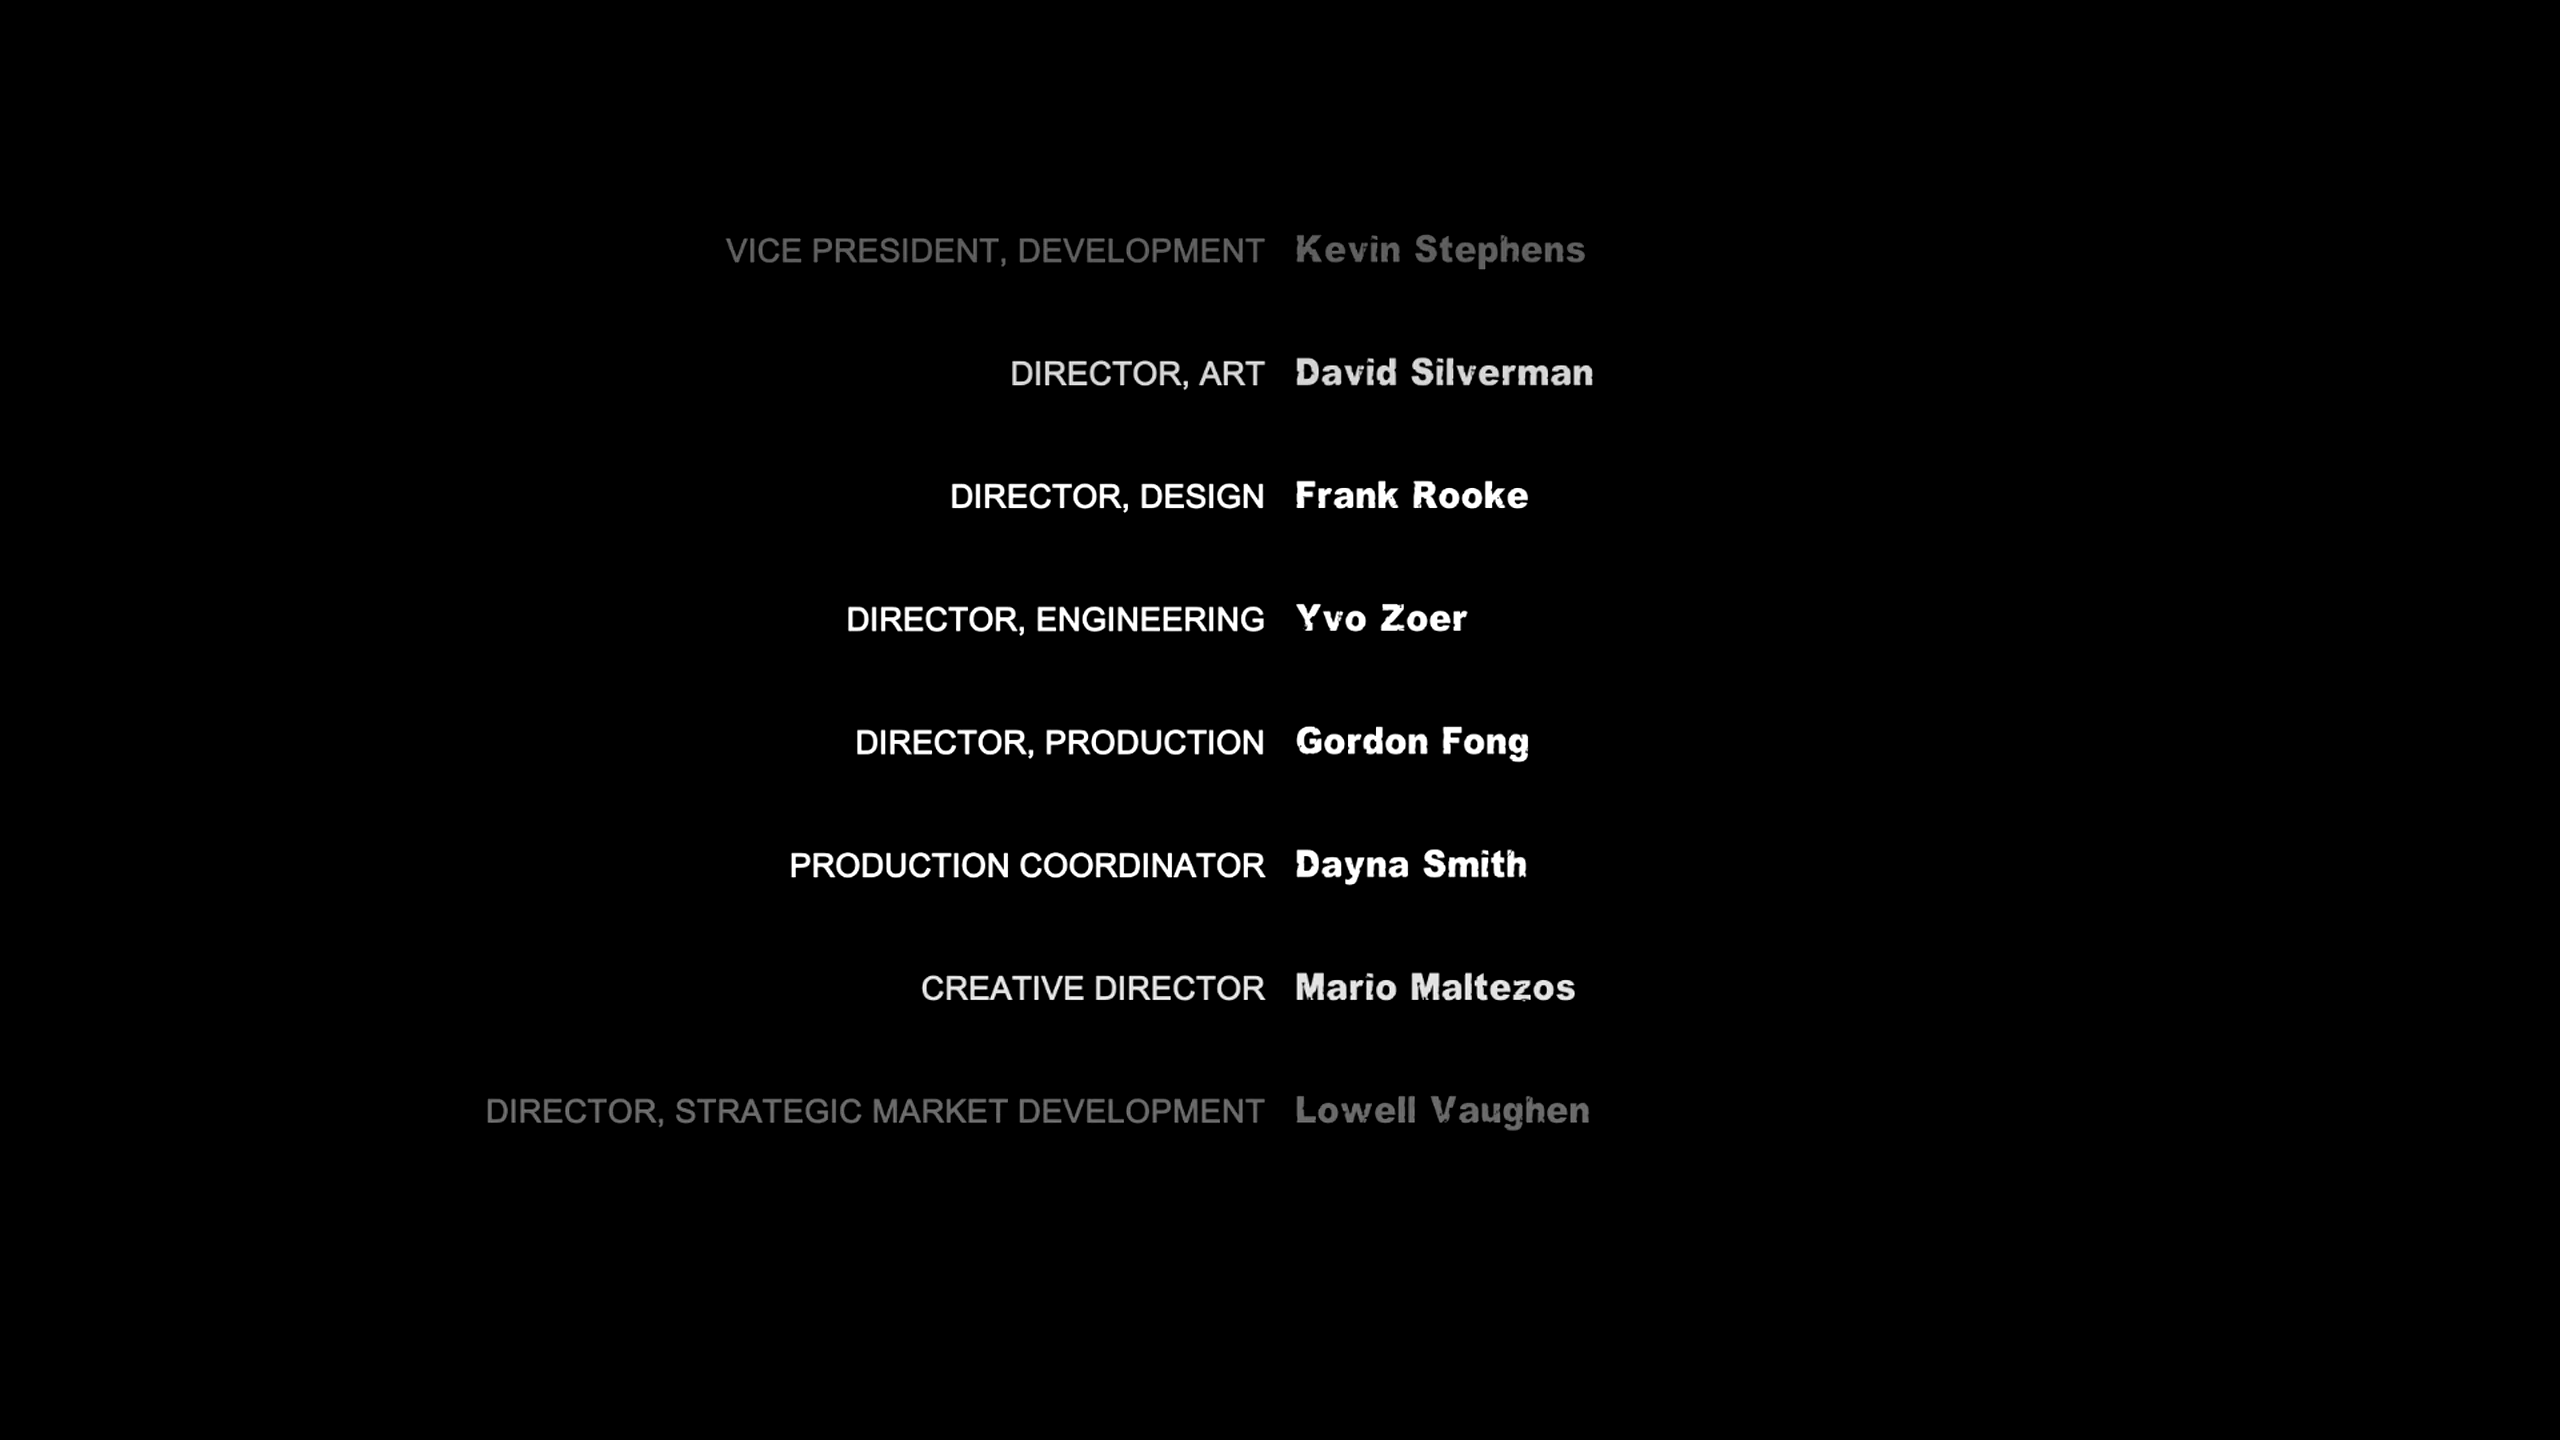 VICE PRESIDENT, DEVELOPMENT Kevin Stephens
DIRECTOR, ART David Silverman
DIRECTOR, DESIGN Frank Rooke
DIRECTOR, ENGINEERING Yvo Zoer
DIRECTOR, PRODUCTION Gordon Fong
PRODUCTION COORDINATOR Dayna Smith
CREATIVE DIRECTOR Mario Maltezos
DIRECTOR, STRATEGIC MARKET DEVELOPMENT Lowell Vaughen